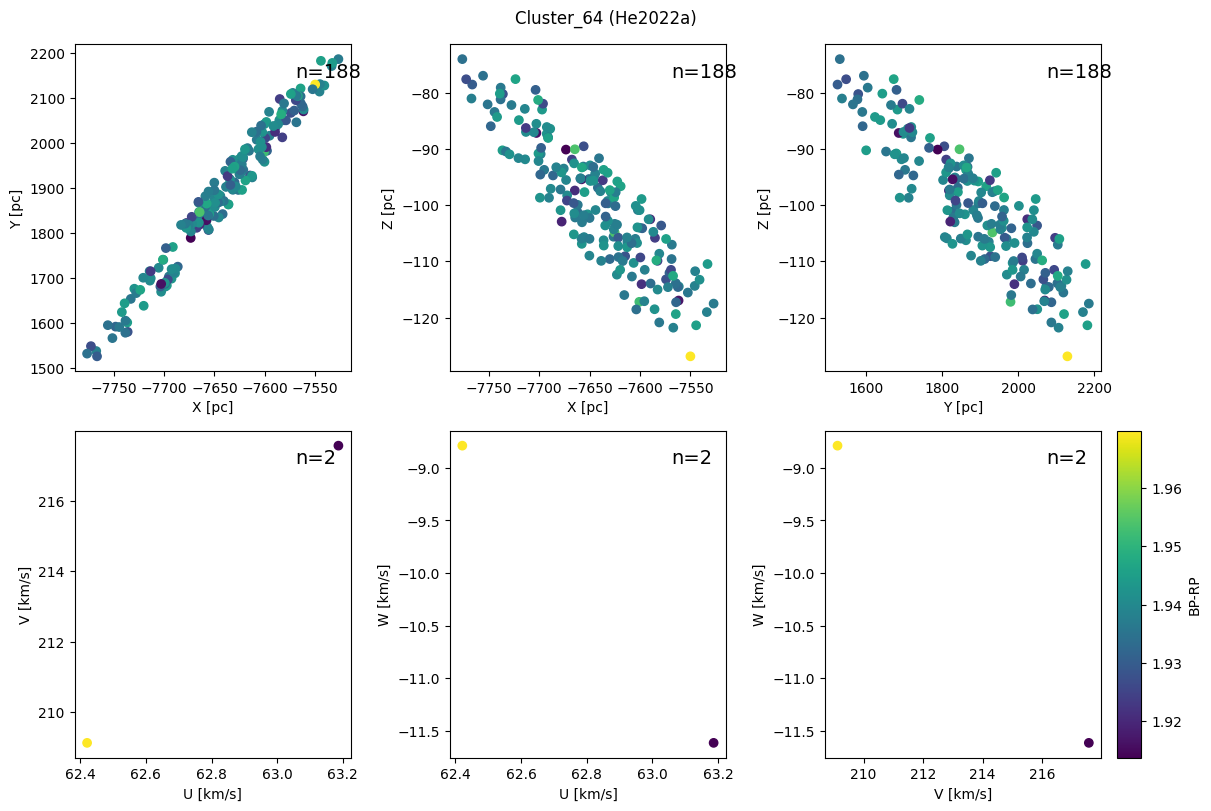 Cluster_64 (He2022a)
n=188
2200
2100
2000
1900
1800
1700
1600
1500
Y [pc]
−7750 −7700 −7650 −7600 −7550
X [pc]
n=188
−80
−90
−100
−110
−120
Z [pc]
−7750 −7700 −7650 −7600 −7550
X [pc]
n=188
−80
−90
−100
−110
−120
Z [pc]
1600 1800 2000 2200
Y [pc]
n=2
216
214
212
210
V [km/s]
62.4 62.6 62.8 63.0 63.2
U [km/s]
n=2
−9.0
−9.5
−10.0
−10.5
−11.0
−11.5
W [km/s]
62.4 62.6 62.8 63.0 63.2
U [km/s]
n=2
−9.0
−9.5
−10.0
−10.5
−11.0
−11.5
W [km/s]
210 212 214 216
V [km/s]
1.96
1.95
1.94
1.93
1.92
BP-RP